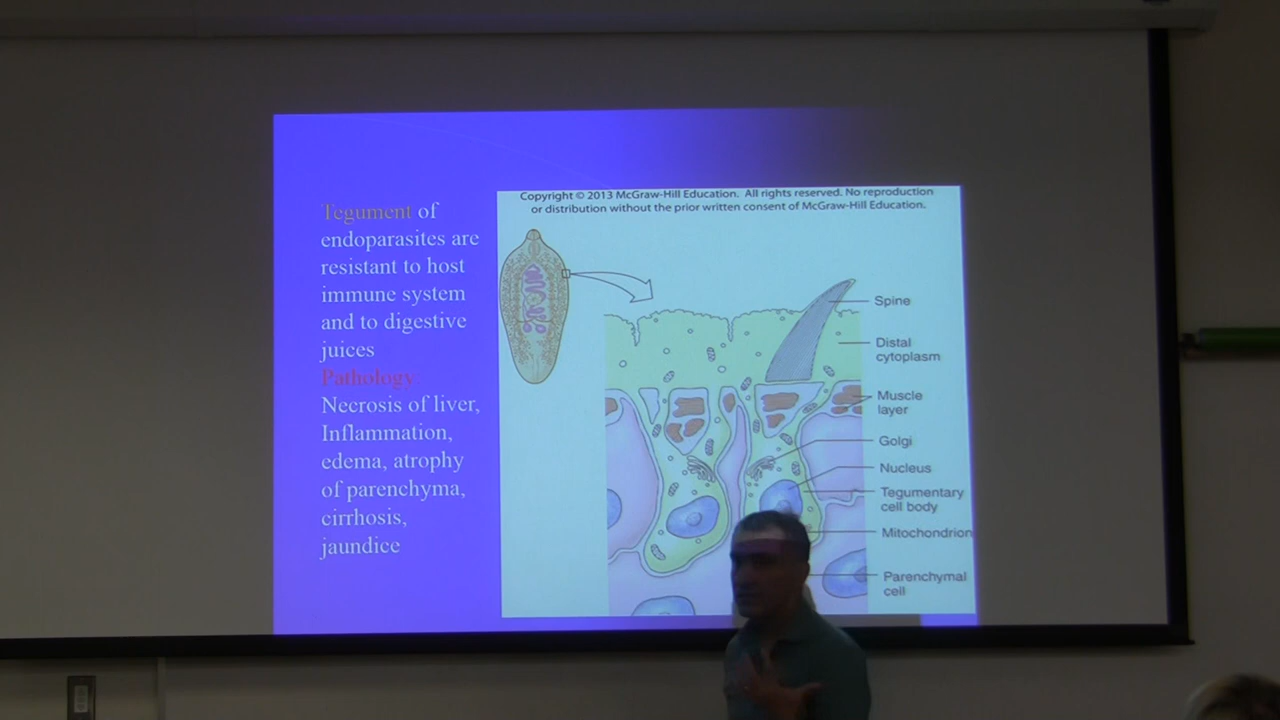 Tegument of
endoparasites are
resistant to host
immune system
and to digestive
juices
Pathology:
Necrosis of liver,
Inflammation,
edema, atrophy
of parenchyma,
cirrhosis,
jaundice
Copyright © 2013 McGraw-Hill Education. All rights reserved. No reproduction
or distribution without the prior written consent of McGraw-Hill Education.
Spine
Distal
cytoplasm
Muscle
layer
Golgi
Nucleus
Tegumentary
cell body
Mitochondrion
Parenchymal
cell